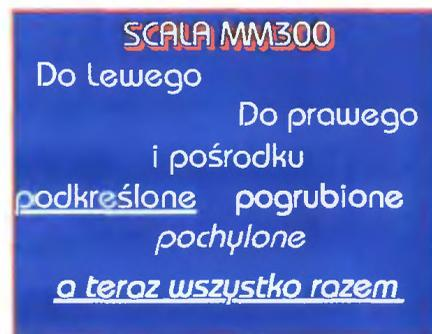 SCALA MM300
Do Lewego
Do prawego
i pośrodku
podkreślone pogrubione
pochylone
a teraz wszystko razem